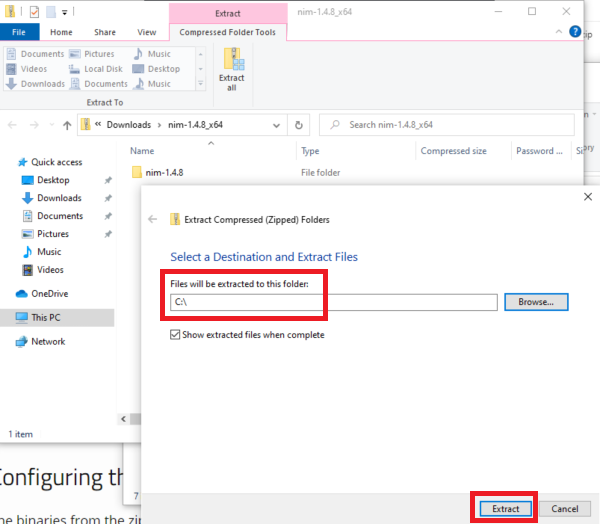 Extract
nim-1.4.8_x64
File
Home
Share
View
Compressed Folder Tools
Documents
Pictures
Music
Videos
Local Disk
Desktop
Downloads
Documents
Music
Extract To
Extract
all
« Downloads > nim-1.4.8_x64
Search nim-1.4.8_x64
Name
Type
Compressed size
Password ...
Quick access
Desktop
Downloads
Documents
Pictures
Music
Videos
OneDrive
This PC
Network
nim-1.4.8
File folder
1 item
Extract Compressed (Zipped) Folders
Select a Destination and Extract Files
Files will be extracted to this folder:
C:\
Browse...
Show extracted files when complete
Extract
Cancel
7
Configuring th
he binaries from the zip